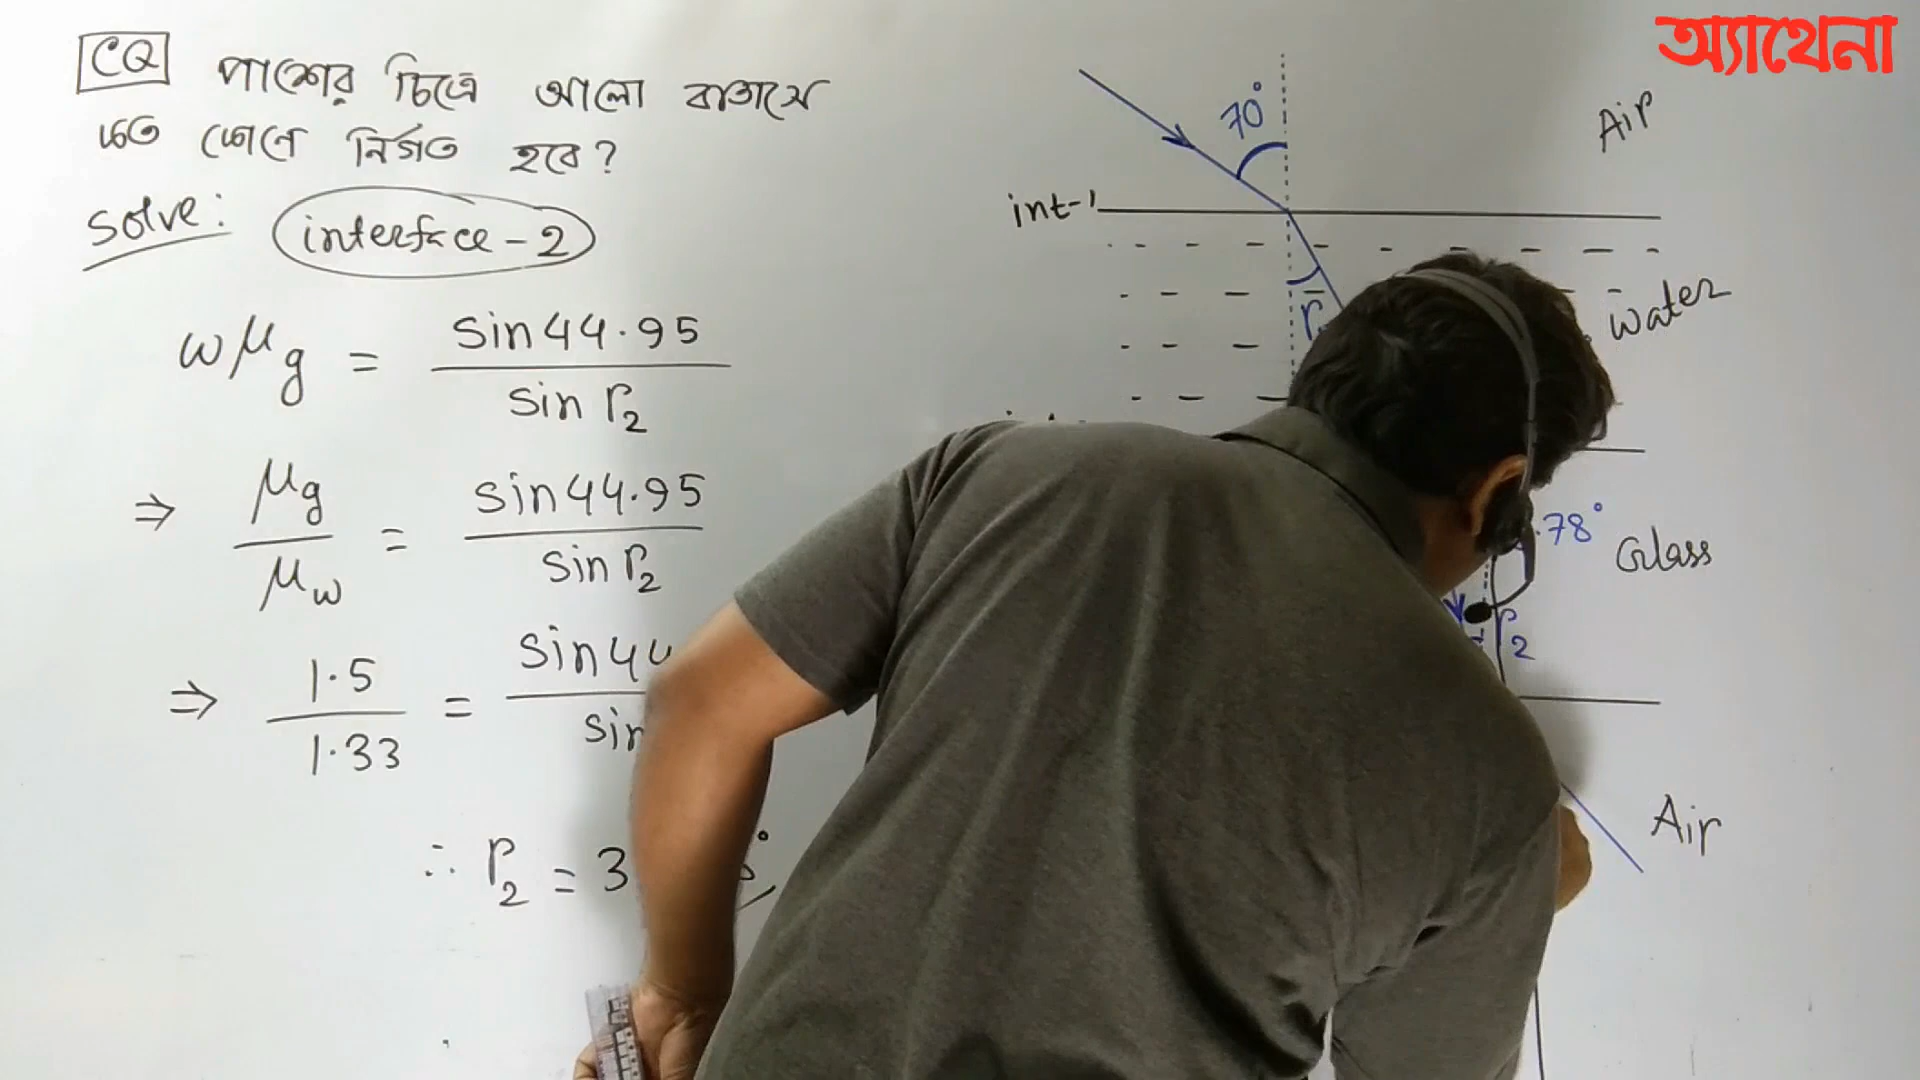 অ্যাথেনা
CQ পাশের চিত্রে আলো বাতাসে
কত কোণে নির্গত হবে?
Solve: interface-2
wμg = sin44.95 / sin r2
⇒ μg / μw = sin44.95 / sin r2
⇒ 1.5 / 1.33 = sin44 / sin
∴ r2 = 3
70°
Air
int-1
r
water
.78°
Glass
r2
Air